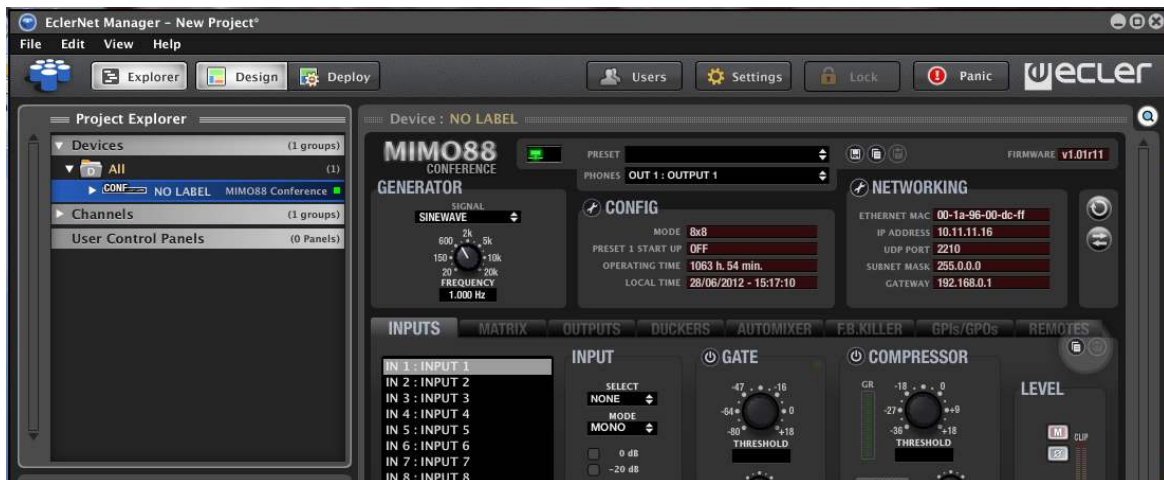 EclerNet Manager - New Project*
File Edit View Help
Explorer Design Deploy Users Settings Lock Panic ecler
Project Explorer
Devices (1 groups)
All (1)
CONF NO LABEL MIMO88 Conference
Channels (1 groups)
User Control Panels (0 Panels)
Device : NO LABEL
MIMO88
CONFERENCE
PRESET
PHONES OUT 1 : OUTPUT 1
FIRMWARE v1.01r11
GENERATOR
SIGNAL
SINEWAVE
2k
600 5k
150 10k
20 20k
FREQUENCY
1.000 Hz
CONFIG
MODE 8x8
PRESET 1 START UP OFF
OPERATING TIME 1063 h. 54 min.
LOCAL TIME 28/06/2012 - 15:17:10
NETWORKING
ETHERNET MAC 00-1a-96-00-dc-ff
IP ADDRESS 10.11.11.16
UDP PORT 2210
SUBNET MASK 255.0.0.0
GATEWAY 192.168.0.1
INPUTS MATRIX OUTPUTS DUCKERS AUTOMIXER F.B.KILLER GPIs/GPOs REMOTES
IN 1 : INPUT 1
IN 2 : INPUT 2
IN 3 : INPUT 3
IN 4 : INPUT 4
IN 5 : INPUT 5
IN 6 : INPUT 6
IN 7 : INPUT 7
IN 8 : INPUT 8
INPUT
SELECT
NONE
MODE
MONO
0 dB
-20 dB
GATE
-47 -16
-64 0
-80 +18
THRESHOLD
COMPRESSOR
GR -18 0
-27 +9
-36 +18
THRESHOLD
LEVEL
M CLIP